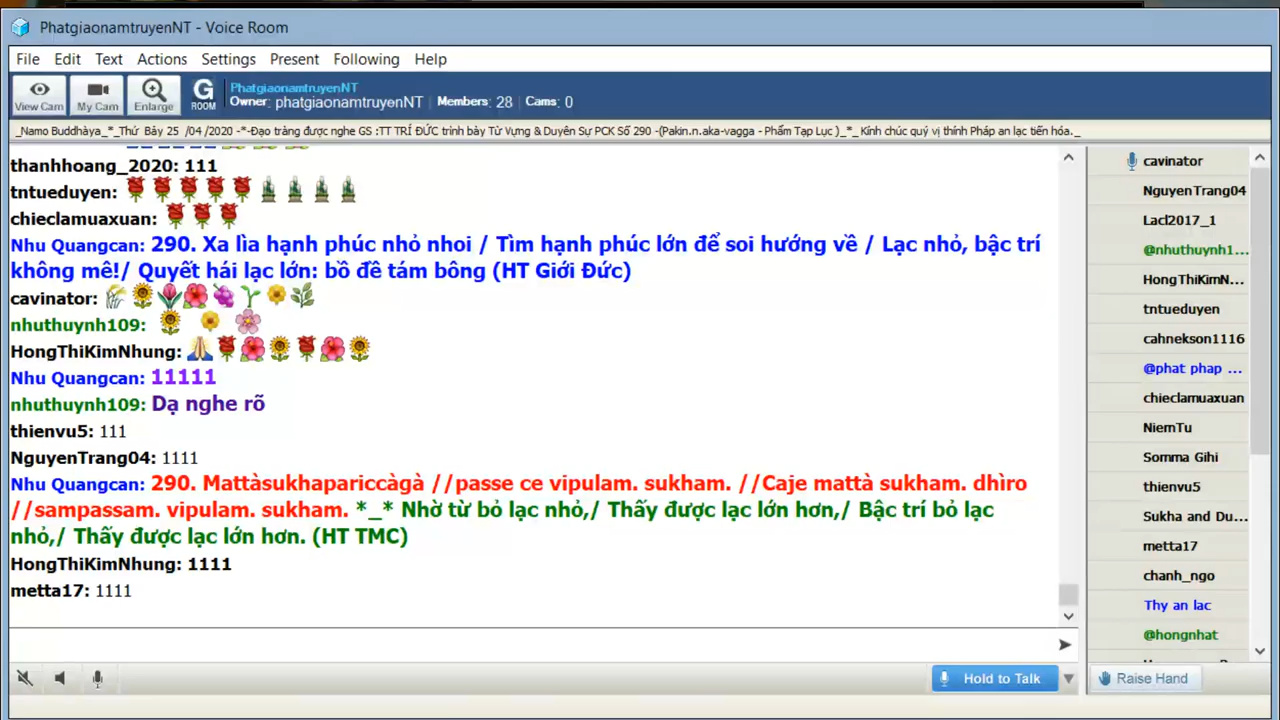 PhatgiaonamtruyenNT - Voice Room
File Edit Text Actions Settings Present Following Help
View Cam My Cam Enlarge G ROOM
PhatgiaonamtruyenNT
Owner: phatgiaonamtruyenNT Members: 28 Cams: 0
_Namo Buddhàya_*_Thứ Bảy 25 /04 /2020 -*-Đạo tràng được nghe GS :TT TRÍ ĐỨC trình bày Từ Vựng & Duyên Sự PCK Số 290 -(Pakin.n.aka-vagga - Phẩm Tạp Lục )_*_ Kính chúc quý vị thính Pháp an lạc tiến hóa._
thanhhoang_2020: 111
tntueduyen:
chieclamuaxuan:
Nhu Quangcan: 290. Xa lìa hạnh phúc nhỏ nhoi / Tìm hạnh phúc lớn để soi hướng về / Lạc nhỏ, bậc trí
không mê!/ Quyết hái lạc lớn: bồ đề tám bông (HT Giới Đức)
cavinator:
nhuthuynh109:
HongThiKimNhung:
Nhu Quangcan: 11111
nhuthuynh109: Dạ nghe rõ
thienvu5: 111
NguyenTrang04: 1111
Nhu Quangcan: 290. Mattàsukhapariccàgà //passe ce vipulam. sukham. //Caje mattà sukham. dhìro
//sampassam. vipulam. sukham. *_* Nhờ từ bỏ lạc nhỏ,/ Thấy được lạc lớn hơn,/ Bậc trí bỏ lạc
nhỏ,/ Thấy được lạc lớn hơn. (HT TMC)
HongThiKimNhung: 1111
metta17: 1111
cavinator
NguyenTrang04
Lacl2017_1
@nhuthuynh1...
HongThiKimN...
tntueduyen
cahnekson1116
@phat phap ...
chieclamuaxuan
NiemTu
Somma Gihi
thienvu5
Sukha and Du...
metta17
chanh_ngo
Thy an lac
@hongnhat
Hold to Talk Raise Hand